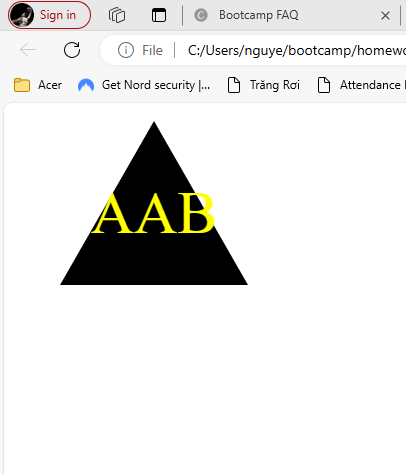 Sign in
Bootcamp FAQ
File
C:/Users/nguye/bootcamp/homewo
Acer
Get Nord security |...
Trăng Rơi
Attendance
AAB